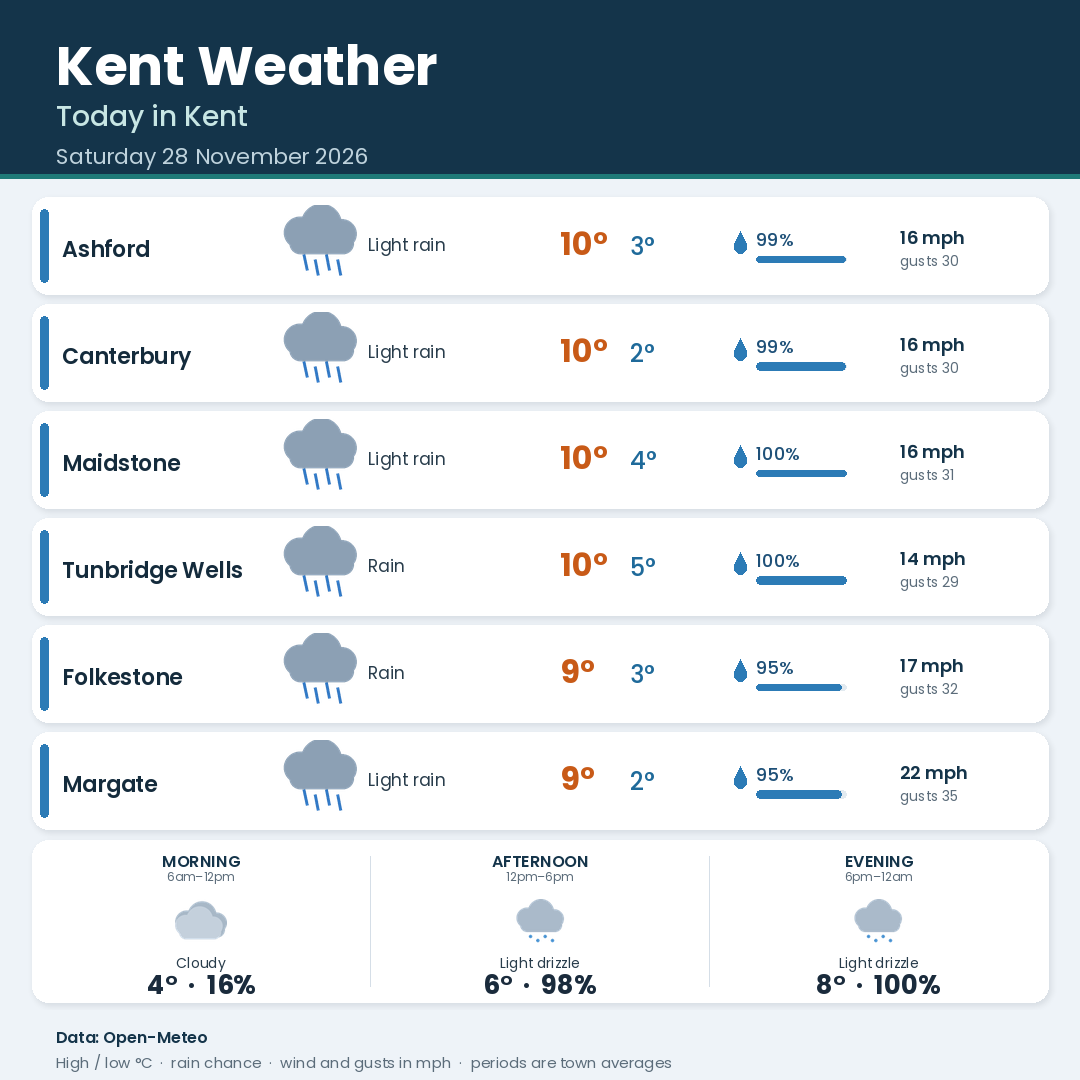 Kent Weather
Today in Kent
Saturday 28 November 2026
Ashford Light rain 10° 3° 99% 16 mph
gusts 30
Canterbury Light rain 10° 2° 99% 16 mph
gusts 30
Maidstone Light rain 10° 4° 100% 16 mph
gusts 31
Tunbridge Wells Rain 10° 5° 100% 14 mph
gusts 29
Folkestone Rain 9° 3° 95% 17 mph
gusts 32
Margate Light rain 9° 2° 95% 22 mph
gusts 35
MORNING AFTERNOON EVENING
6am–12pm 12pm–6pm 6pm–12am
Cloudy Light drizzle Light drizzle
4° · 16% 6° · 98% 8° · 100%
Data: Open-Meteo
High / low °C · rain chance · wind and gusts in mph · periods are town averages